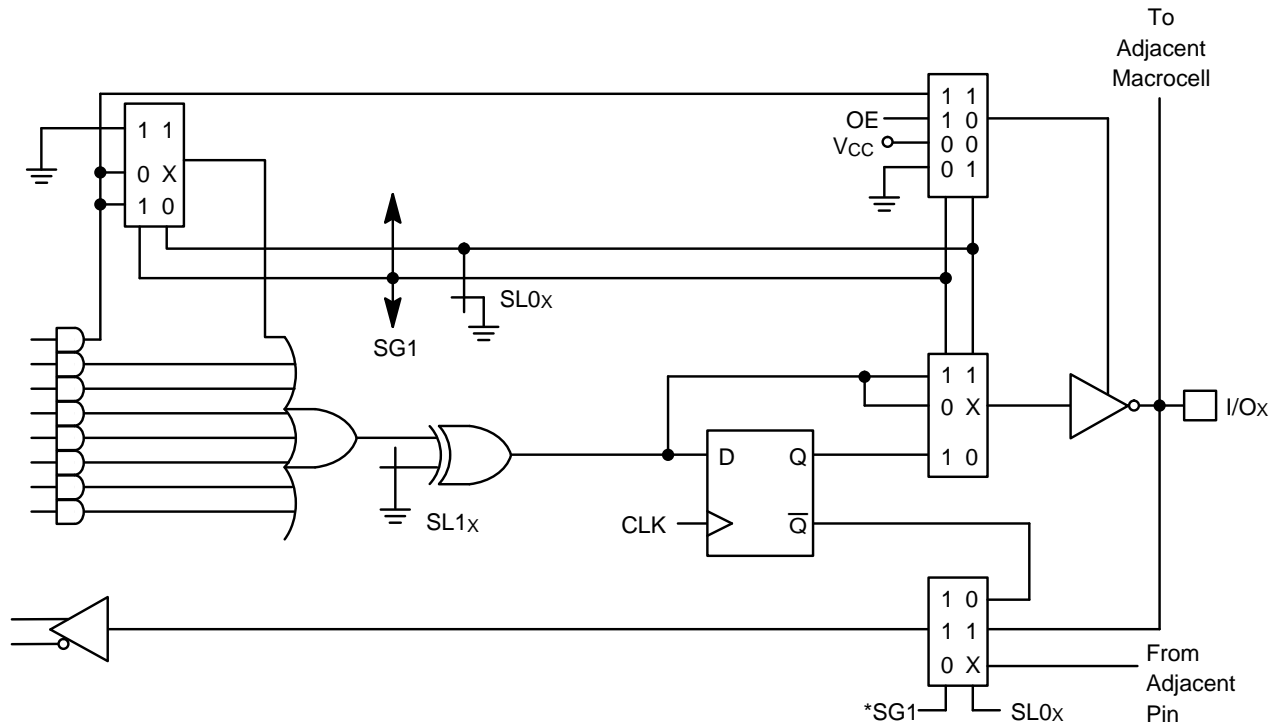 To
Adjacent
Macrocell
1 1
1 0
0 0
0 1
OE
VCC
1 1
0 X
1 0
SL0X
SG1
1 1
0 X
1 0
I/OX
D Q
CLK Q
SL1X
1 0
1 1
0 X
From
Adjacent
Pin
*SG1
SL0X